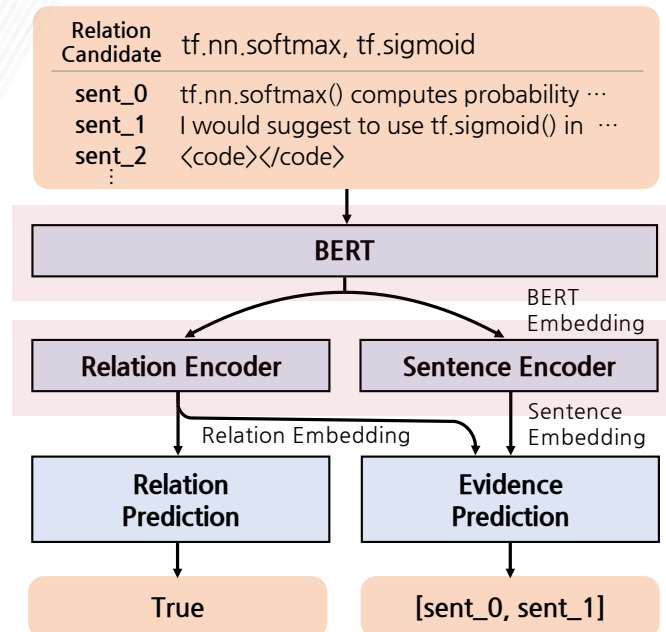 Relation
Candidate
tf.nn.softmax, tf.sigmoid
sent_0 tf.nn.softmax() computes probability ⋯
sent_1 I would suggest to use tf.sigmoid() in ⋯
sent_2 <code></code>
⋮
BERT
BERT
Embedding
Relation Encoder
Sentence Encoder
Sentence
Embedding
Relation Embedding
Relation
Prediction
Evidence
Prediction
True
[sent_0, sent_1]